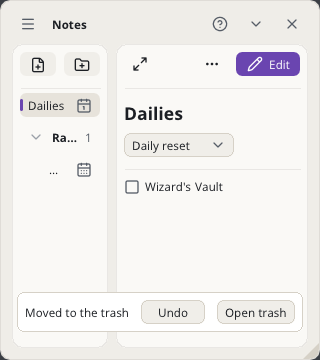 Notes
Edit
Dailies
Ra... 1
...
Dailies
Daily reset
Wizard's Vault
Moved to the trash
Undo
Open trash